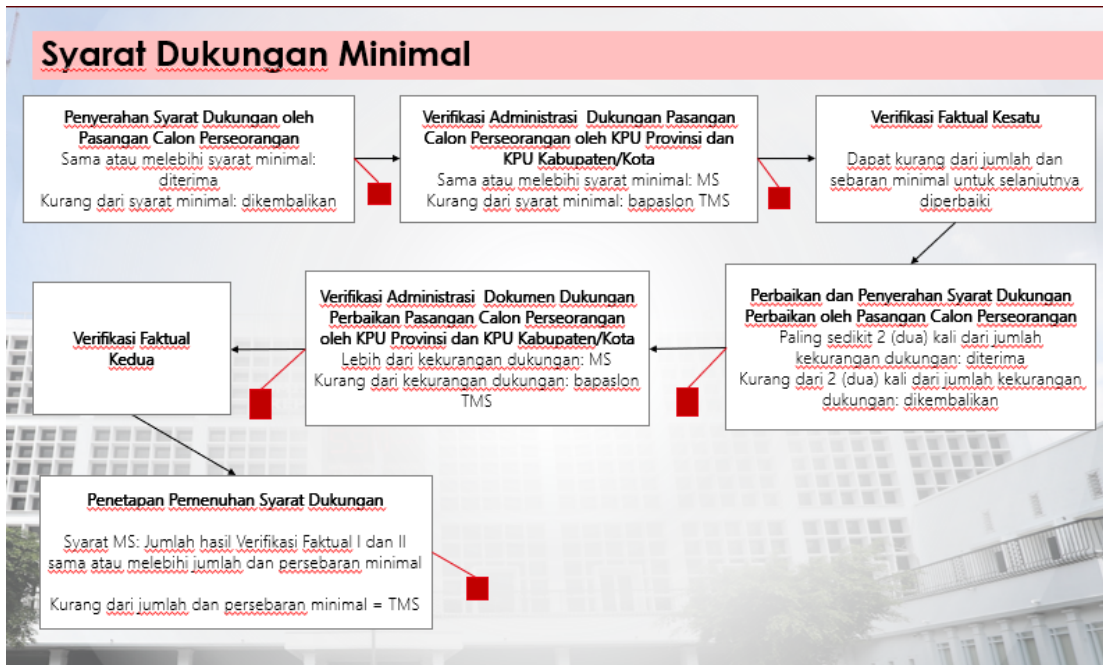 Syarat Dukungan Minimal
Penyerahan Syarat Dukungan oleh
Pasangan Calon Perseorangan
Sama atau melebihi syarat minimal:
diterima
Kurang dari syarat minimal: dikembalikan
Verifikasi Administrasi Dukungan Pasangan
Calon Perseorangan oleh KPU Provinsi dan
KPU Kabupaten/Kota
Sama atau melebihi syarat minimal: MS
Kurang dari syarat minimal: bapaslon TMS
Verifikasi Faktual Kesatu
Dapat kurang dari jumlah dan
sebaran minimal untuk selanjutnya
diperbaiki
Perbaikan dan Penyerahan Syarat Dukungan
Perbaikan oleh Pasangan Calon Perseorangan
Paling sedikit 2 (dua) kali dari jumlah
kekurangan dukungan: diterima
Kurang dari 2 (dua) kali dari jumlah kekurangan
dukungan: dikembalikan
Verifikasi Administrasi Dokumen Dukungan
Perbaikan Pasangan Calon Perseorangan
oleh KPU Provinsi dan KPU Kabupaten/Kota
Lebih dari kekurangan dukungan: MS
Kurang dari kekurangan dukungan: bapaslon
TMS
Verifikasi Faktual
Kedua
Penetapan Pemenuhan Syarat Dukungan
Syarat MS: Jumlah hasil Verifikasi Faktual I dan II
sama atau melebihi jumlah dan persebaran minimal
Kurang dari jumlah dan persebaran minimal = TMS